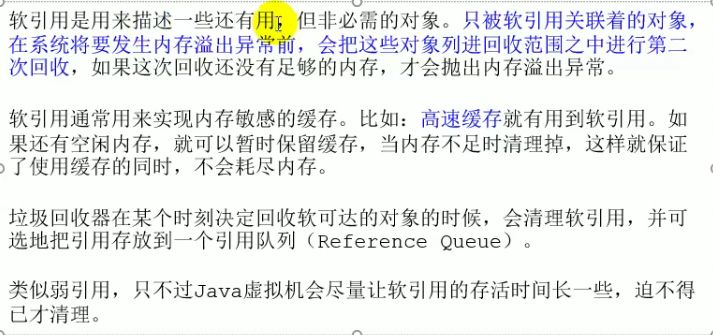 软引用是用来描述一些还有用，但非必需的对象。只被软引用关联着的对象，
在系统将要发生内存溢出异常前，会把这些对象列进回收范围之中进行第二
次回收，如果这次回收还没有足够的内存，才会抛出内存溢出异常。
软引用通常用来实现内存敏感的缓存。比如：高速缓存就有用到软引用。如
果还有空闲内存，就可以暂时保留缓存，当内存不足时清理掉，这样就保证
了使用缓存的同时，不会耗尽内存。
垃圾回收器在某个时刻决定回收软可达的对象的时候，会清理软引用，并可
选地把引用存放到一个引用队列（Reference Queue）。
类似弱引用，只不过Java虚拟机会尽量让软引用的存活时间长一些，迫不得
已才清理。